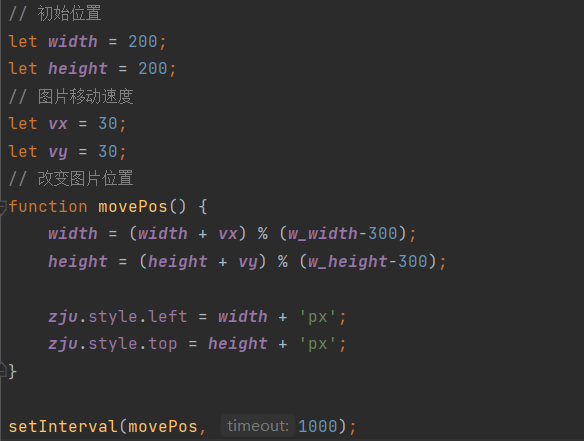 // 初始位置
let width = 200;
let height = 200;
// 图片移动速度
let vx = 30;
let vy = 30;
// 改变图片位置
function movePos() {
    width = (width + vx) % (w_width-300);
    height = (height + vy) % (w_height-300);

    zju.style.left = width + 'px';
    zju.style.top = height + 'px';
}

setInterval(movePos, timeout: 1000);